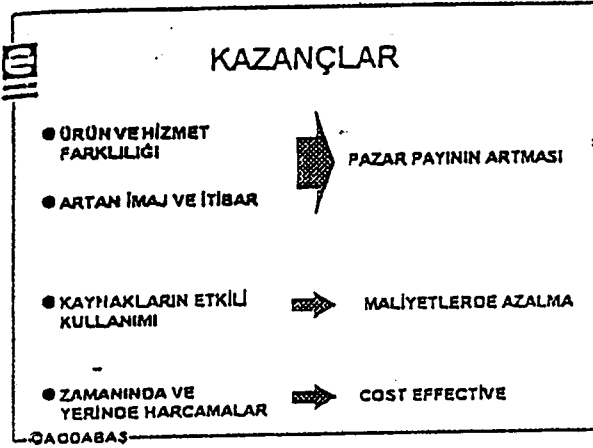 KAZANÇLAR
ÜRÜN VE HİZMET
FARKLILIĞI
PAZAR PAYININ ARTMASI
ARTAN İMAJ VE İTİBAR
KAYNAKLARIN ETKİLİ
KULLANIMI
MALİYETLERDE AZALMA
ZAMANINDA VE
YERİNDE HARCAMALAR
COST EFFECTIVE